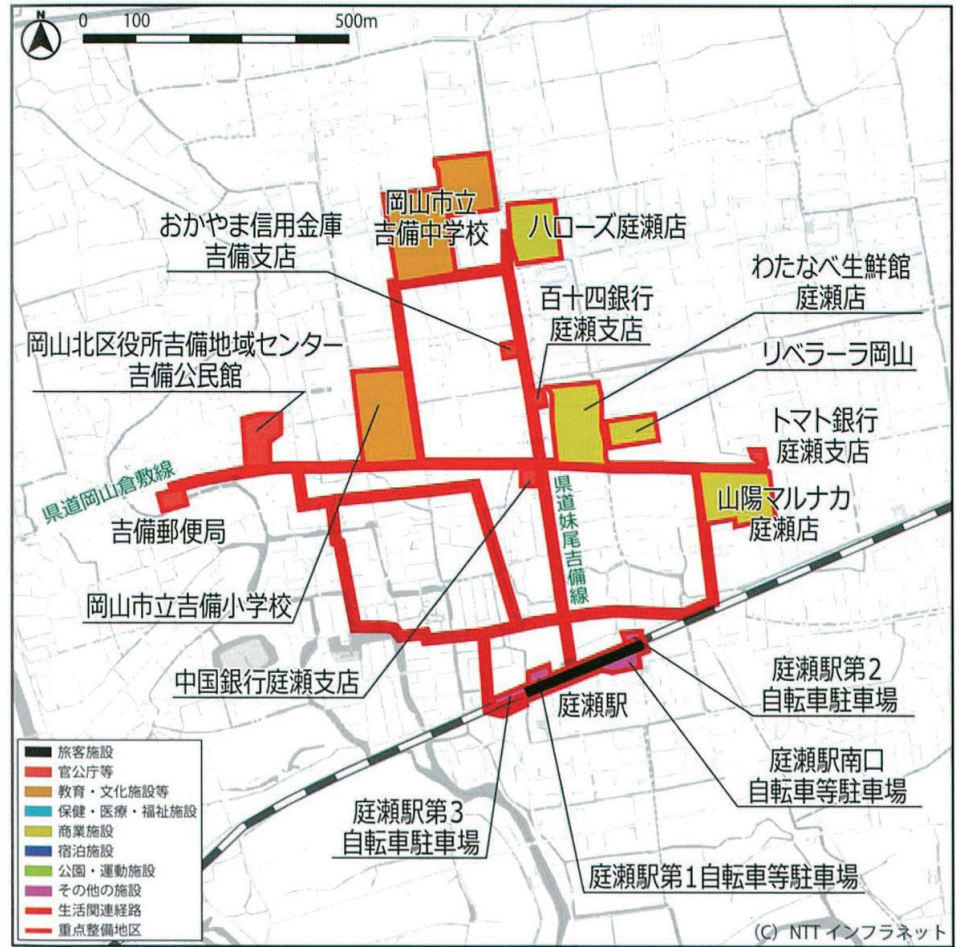 N
0 100 500m
岡山市立
吉備中学校
ハローズ庭瀬店
おかやま信用金庫
吉備支店
わたなべ生鮮館
庭瀬店
百十四銀行
庭瀬支店
岡山北区役所吉備地域センター
吉備公民館
リベラーラ岡山
トマト銀行
庭瀬支店
県道岡山倉敷線
吉備郵便局
県道妹尾吉備線
山陽マルナカ
庭瀬店
岡山市立吉備小学校
中国銀行庭瀬支店
庭瀬駅
庭瀬駅第2
自転車駐車場
庭瀬駅南口
自転車等駐車場
庭瀬駅第3
自転車駐車場
庭瀬駅第1自転車等駐車場
旅客施設
官公庁等
教育・文化施設等
保健・医療・福祉施設
商業施設
宿泊施設
公園・運動施設
その他の施設
生活関連経路
重点整備地区
(C) NTT インフラネット